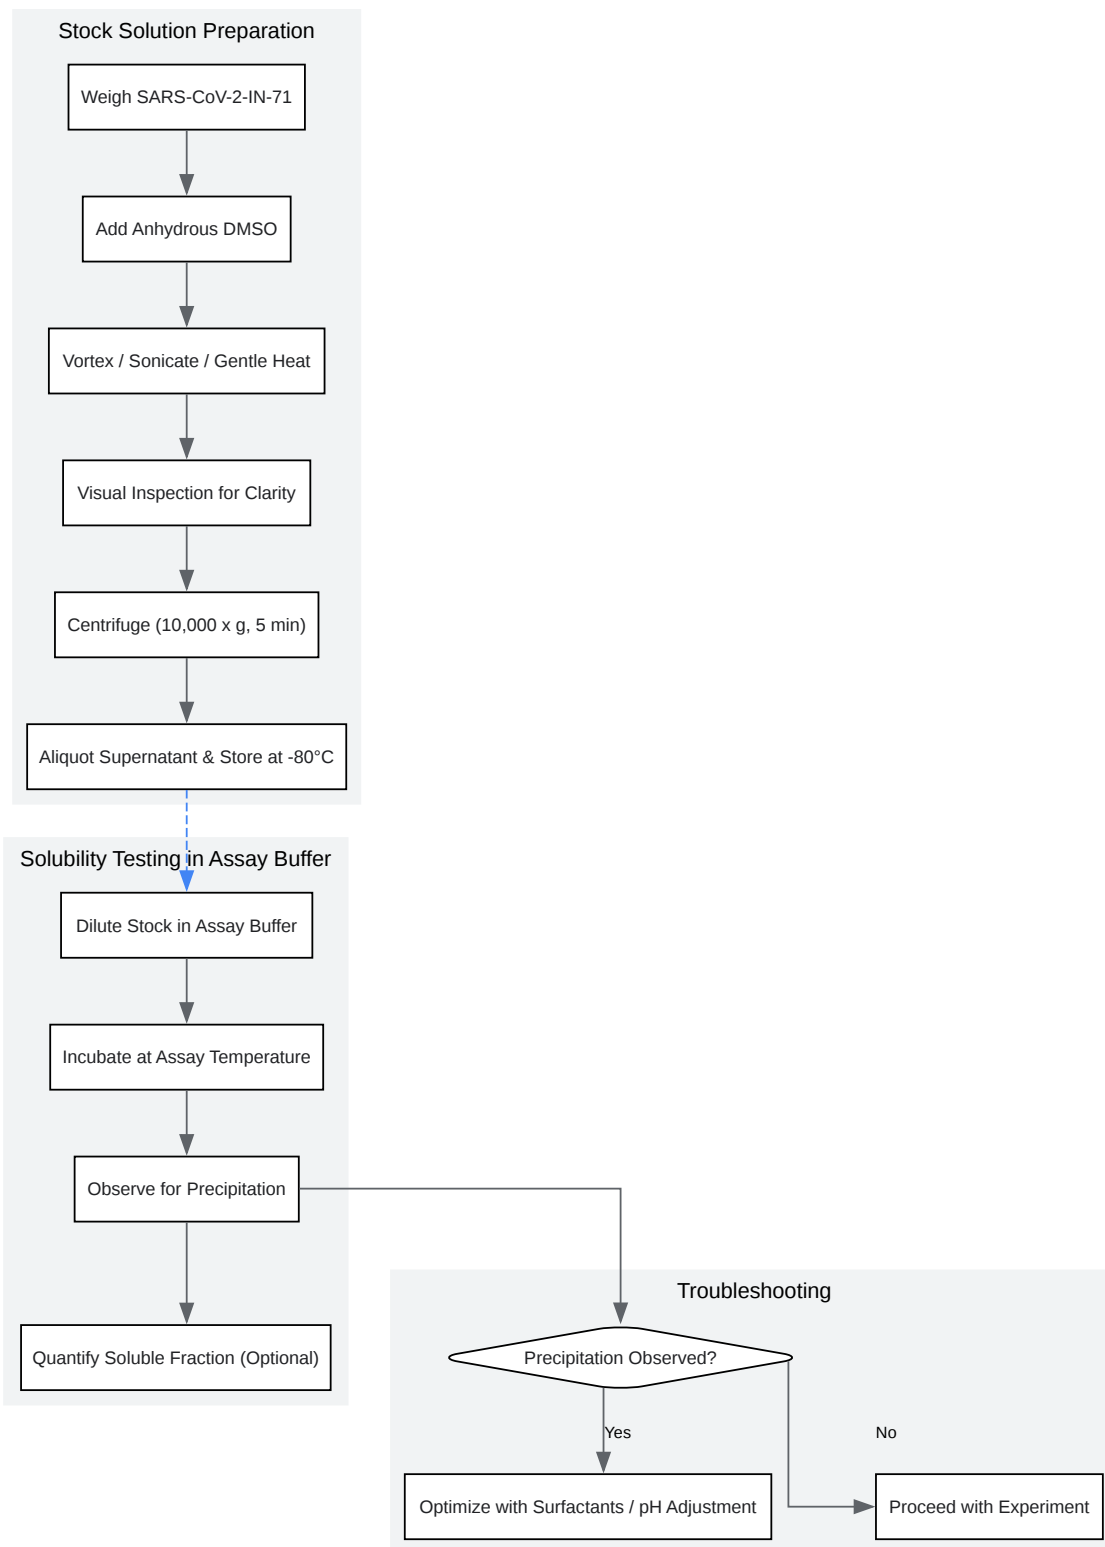 Stock Solution Preparation
Weigh SARS-CoV-2-IN-71
Add Anhydrous DMSO
Vortex / Sonicate / Gentle Heat
Visual Inspection for Clarity
Centrifuge (10,000 x g, 5 min)
Aliquot Supernatant & Store at -80°C
Solubility Testing in Assay Buffer
Dilute Stock in Assay Buffer
Incubate at Assay Temperature
Observe for Precipitation
Quantify Soluble Fraction (Optional)
Troubleshooting
Precipitation Observed?
Yes
No
Optimize with Surfactants / pH Adjustment
Proceed with Experiment